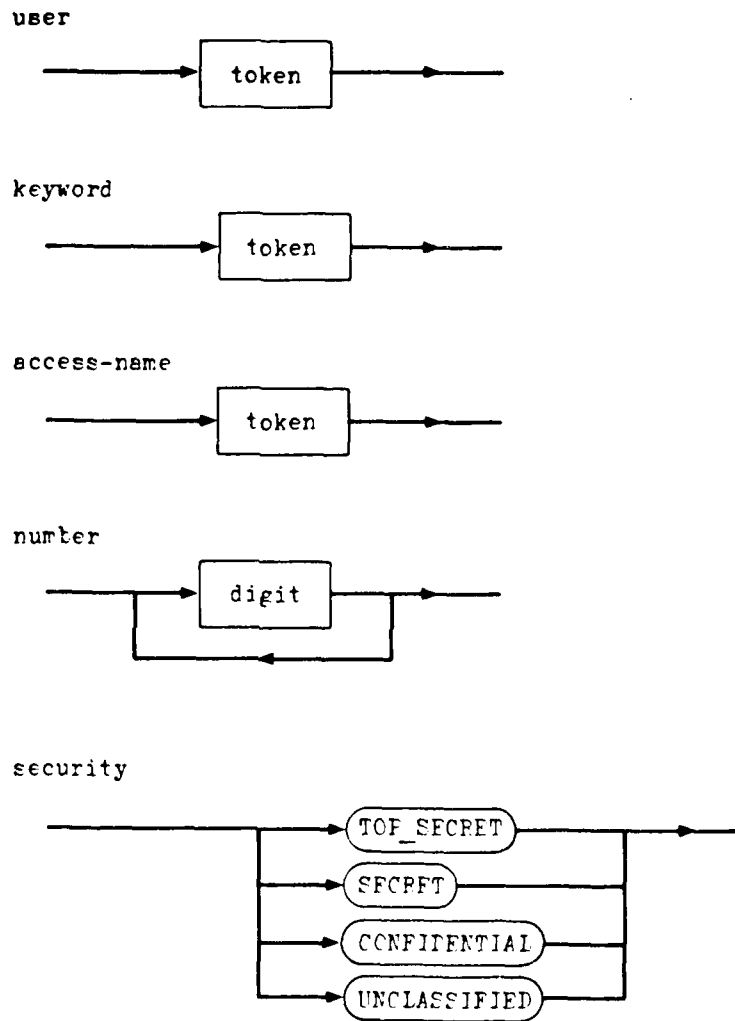 user
token
keyword
token
access-name
token
number
digit
security
TOP_SECRET
SECRET
CONFIDENTIAL
UNCLASSIFIED